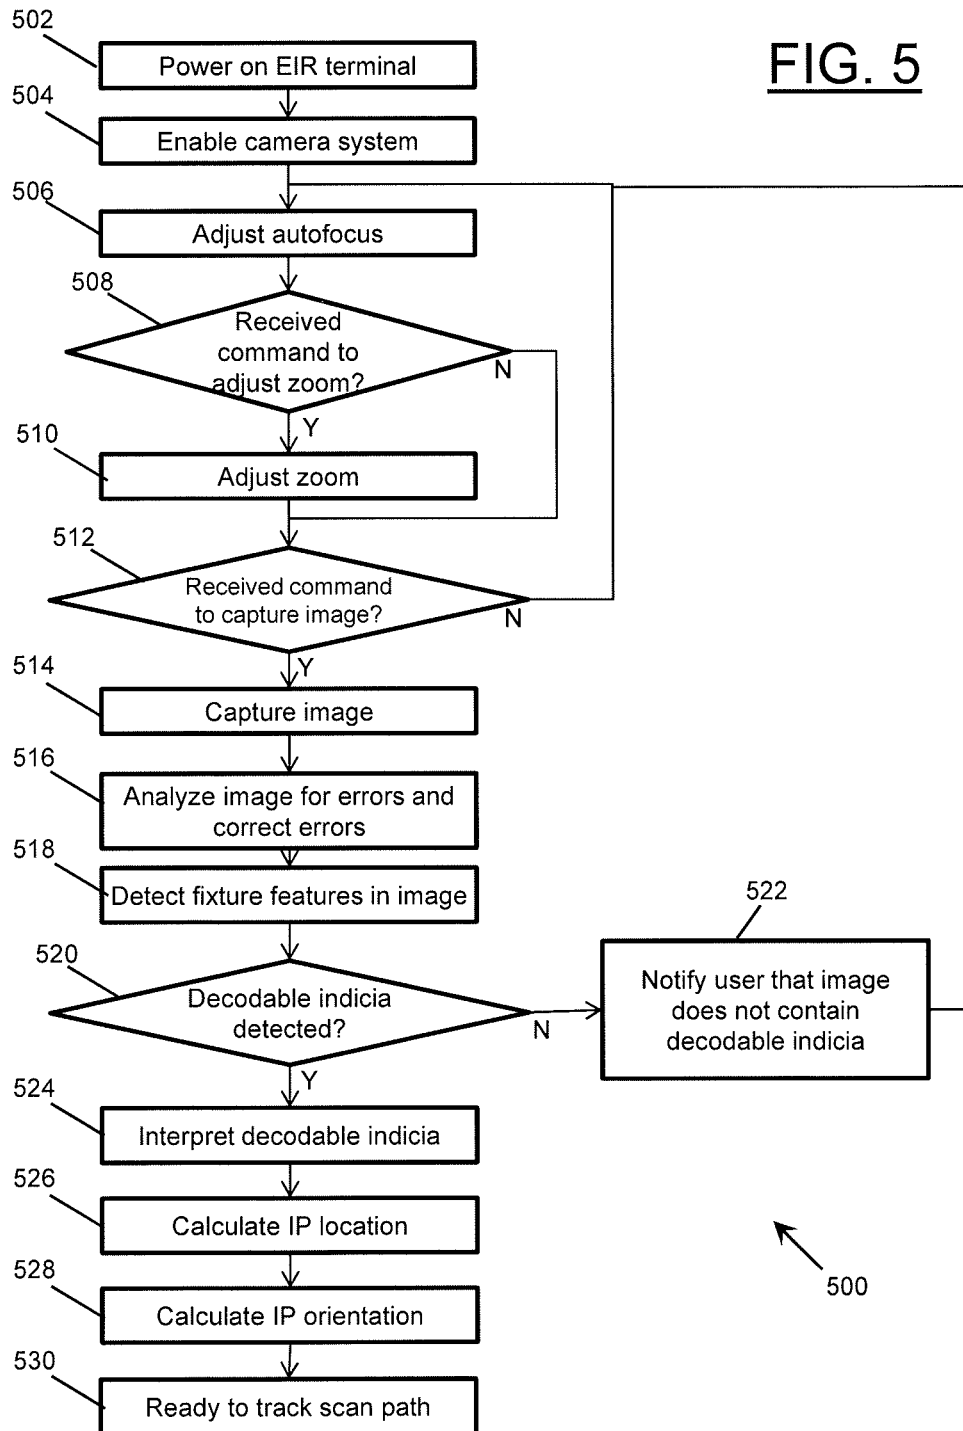 502
Power on EIR terminal
FIG. 5
504
Enable camera system
506
Adjust autofocus
508
Received
command to
adjust zoom?
N
Y
510
Adjust zoom
512
Received command
to capture image?
N
Y
514
Capture image
516
Analyze image for errors and
correct errors
518
Detect fixture features in image
520
Decodable indicia
detected?
N
Y
522
Notify user that image
does not contain
decodable indicia
524
Interpret decodable indicia
526
Calculate IP location
528
Calculate IP orientation
500
530
Ready to track scan path